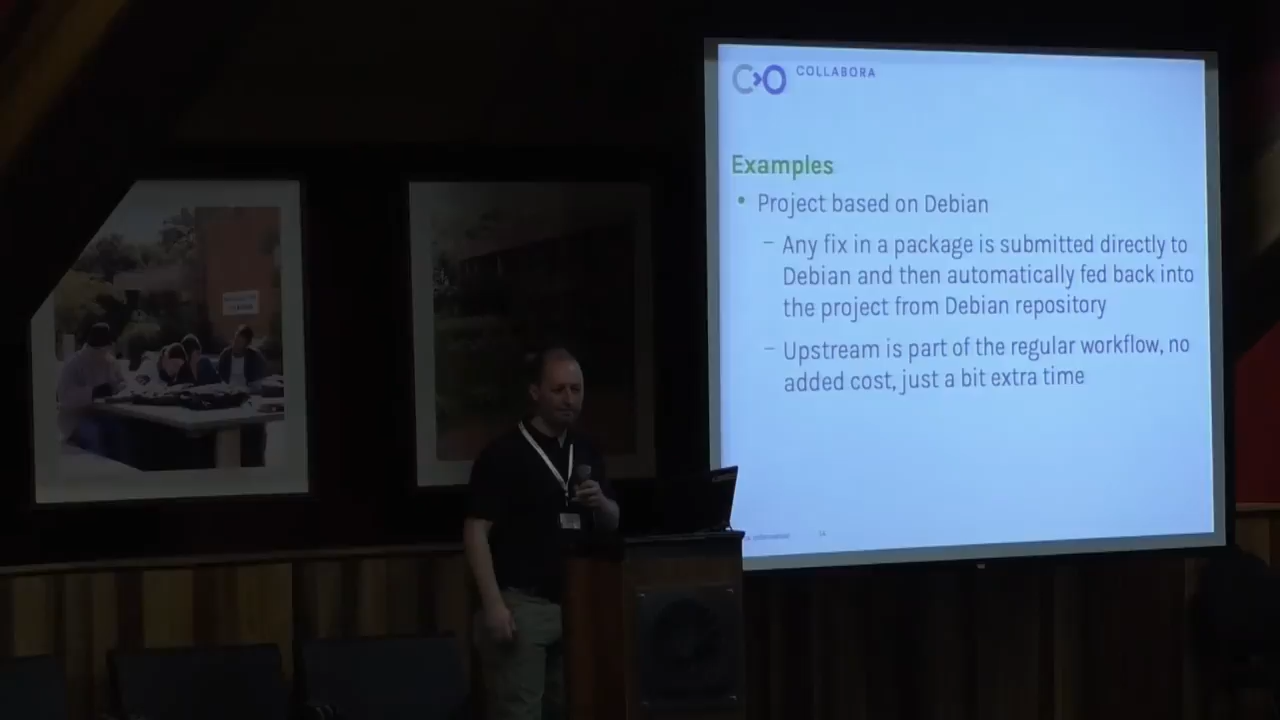 COLLABORA
Examples
• Project based on Debian
– Any fix in a package is submitted directly to
Debian and then automatically fed back into
the project from Debian repository
– Upstream is part of the regular workflow, no
added cost, just a bit extra time